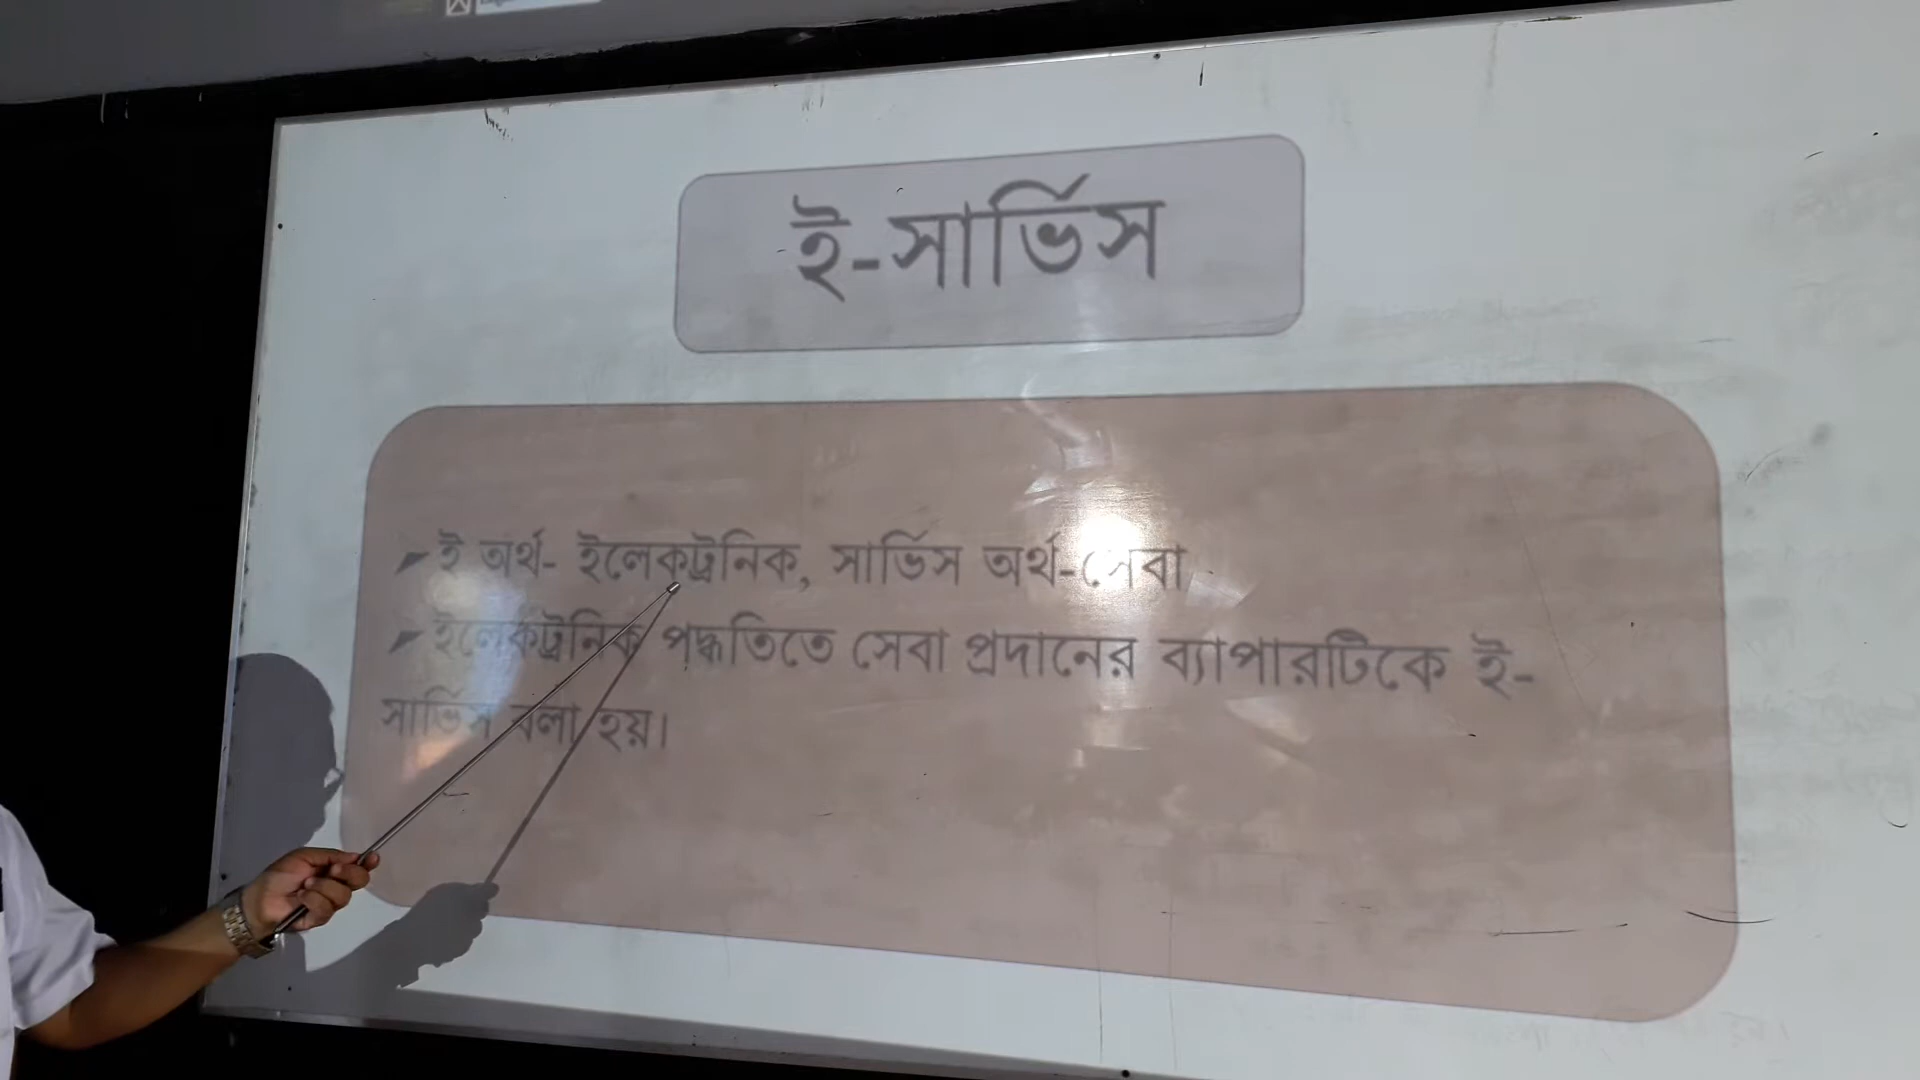 ই-সার্ভিস
➤ ই অর্থ- ইলেকট্রনিক, সার্ভিস অর্থ-সেবা
➤ ইলেকট্রনিক পদ্ধতিতে সেবা প্রদানের ব্যাপারটিকে ই-
সার্ভিস বলা হয়।